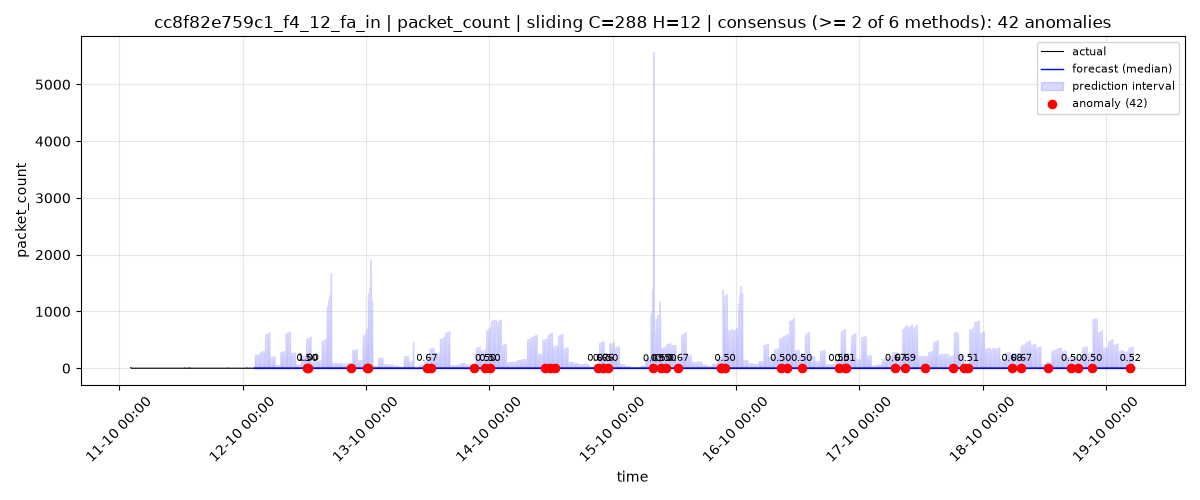 cc8f82e759c1_f4_12_fa_in | packet_count | sliding C=288 H=12 | consensus (>= 2 of 6 methods): 42 anomalies
actual
forecast (median)
prediction interval
anomaly (42)
packet_count
5000
4000
3000
2000
1000
0
0.67 0.50 0.67 0.50 0.50 0.50 0.51 0.67 0.50 0.50 0.52
11-10 00:00 12-10 00:00 13-10 00:00 14-10 00:00 15-10 00:00 16-10 00:00 17-10 00:00 18-10 00:00 19-10 00:00
time